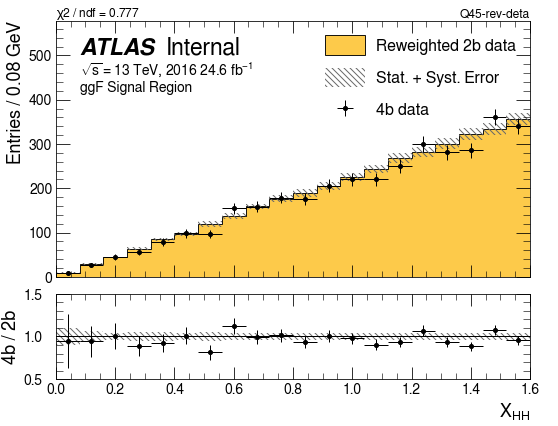 χ2 / ndf = 0.777
Q45-rev-deta
ATLAS Internal
√s = 13 TeV, 2016 24.6 fb⁻¹
ggF Signal Region
Reweighted 2b data
Stat. + Syst. Error
4b data
Entries / 0.08 GeV
500
400
300
200
100
0
4b / 2b
1.5
1.0
0.5
0.0 0.2 0.4 0.6 0.8 1.0 1.2 1.4 1.6
X_HH